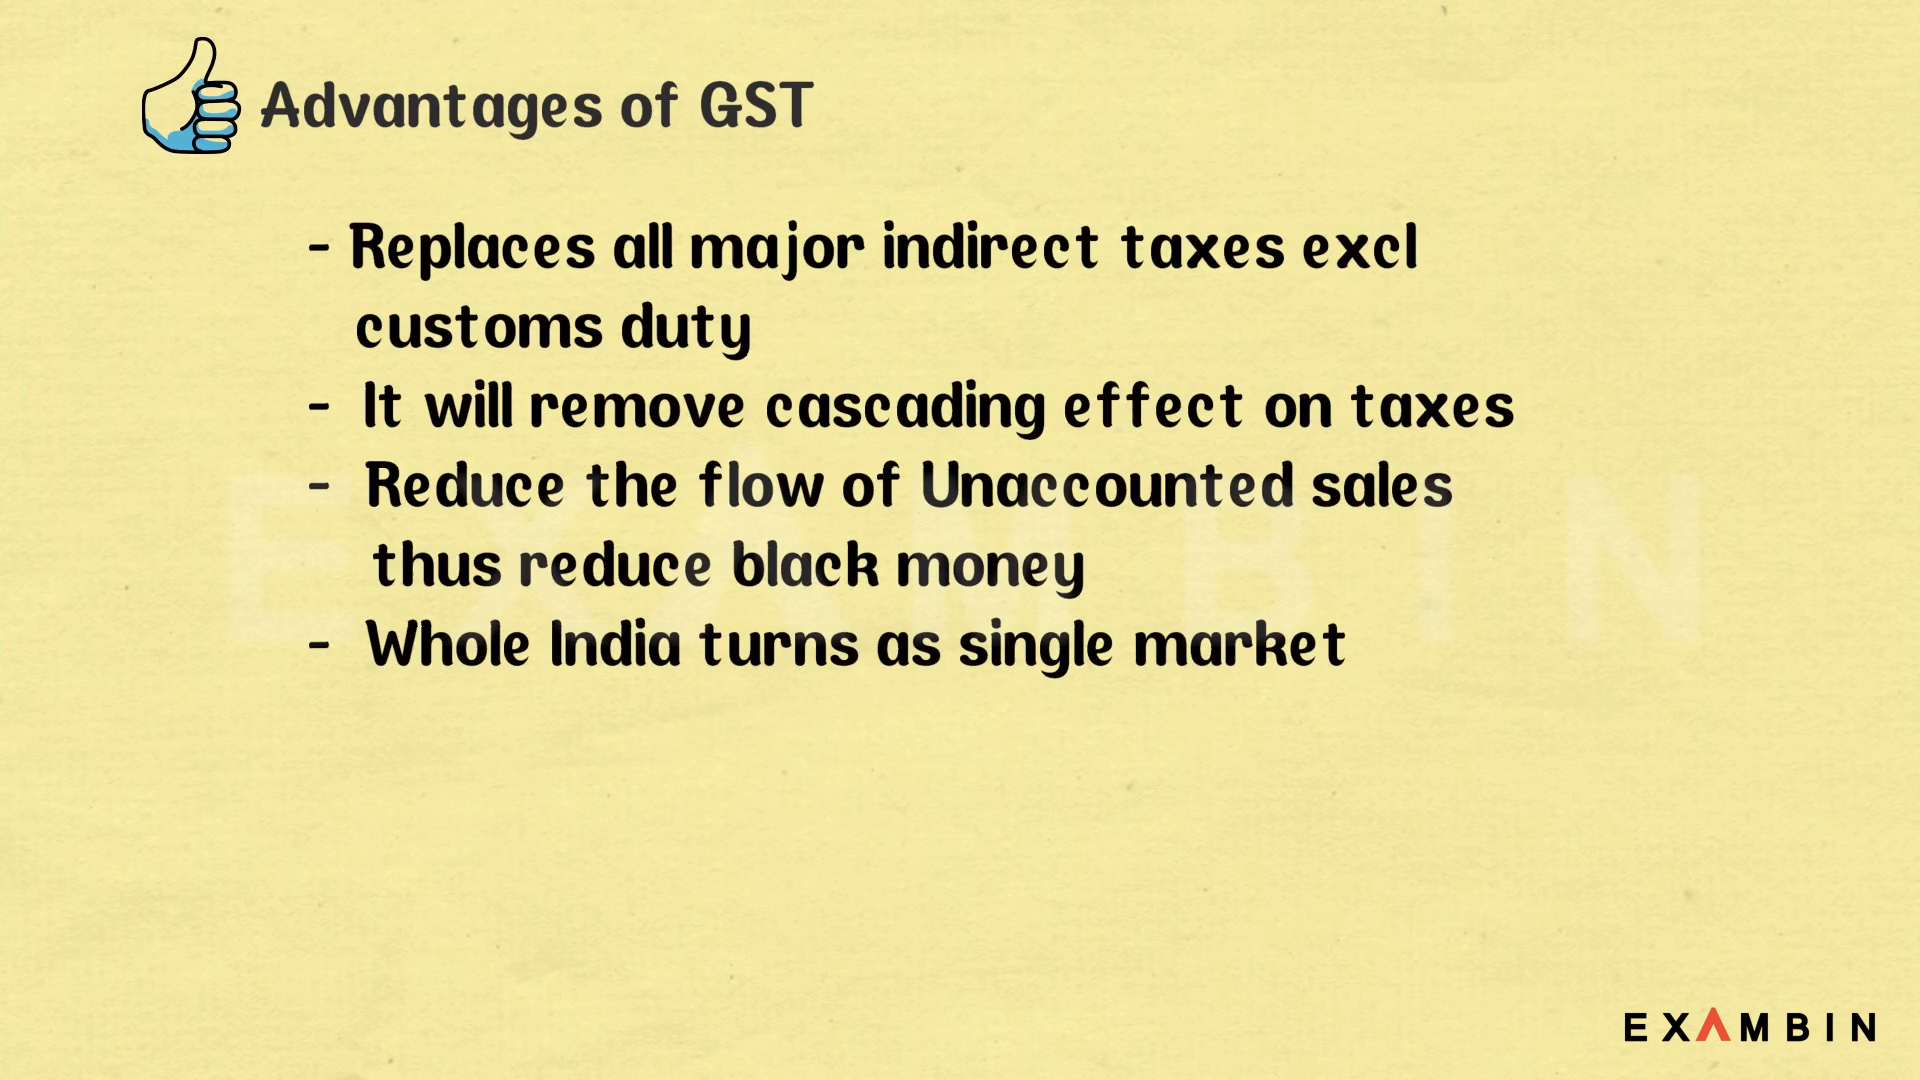 Advantages of GST
- Replaces all major indirect taxes excl
customs duty
- It will remove cascading effect on taxes
- Reduce the flow of Unaccounted sales
thus reduce black money
- Whole India turns as single market
EXAMBIN
EXAMBIN